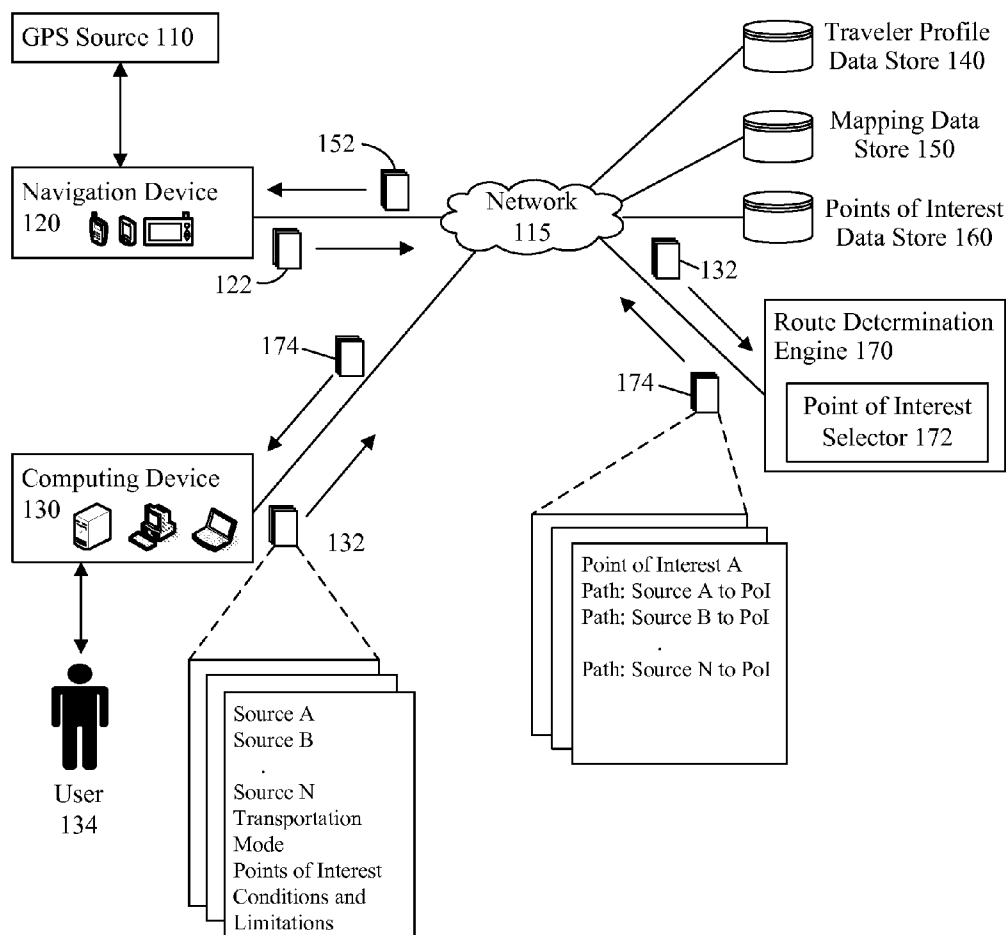 GPS Source 110
Traveler Profile
Data Store 140
Mapping Data
Store 150
Points of Interest
Data Store 160
152
Navigation Device
120
122
Network
115
132
Route Determination
Engine 170
Point of Interest
Selector 172
174
174
Computing Device
130
132
Point of Interest A
Path: Source A to PoI
Path: Source B to PoI
.
Path: Source N to PoI
User
134
Source A
Source B
.
Source N
Transportation
Mode
Points of Interest
Conditions and
Limitations